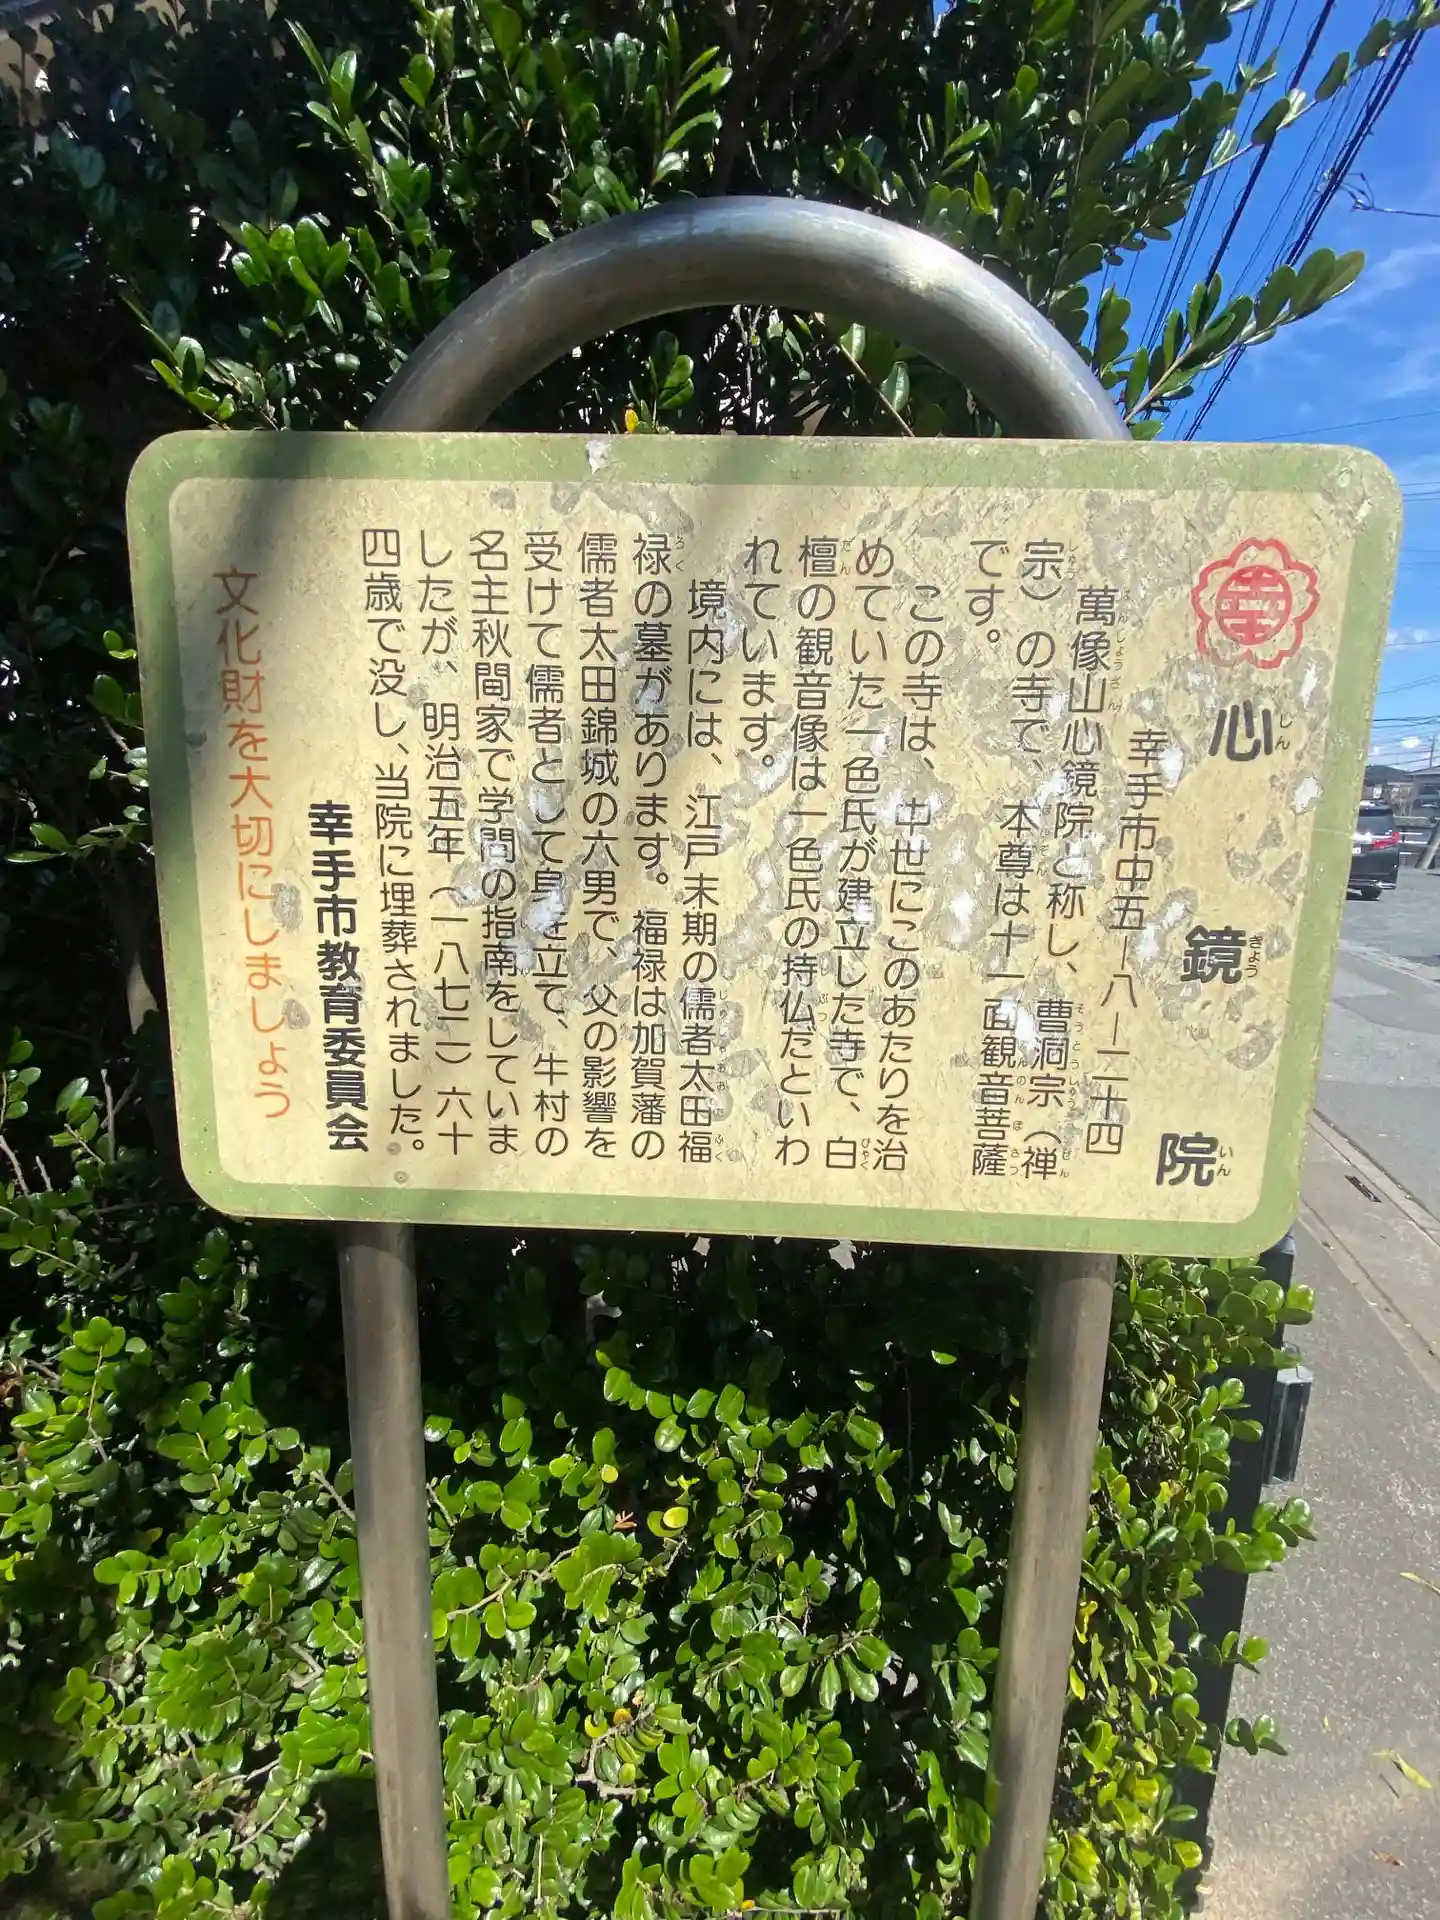 幸
心鏡院
しんきょういん
幸手市中五ー八ー二十四
萬像山心鏡院と称し、曹洞宗（禅
宗）の寺で、本尊は十一面観音菩薩
です。
この寺は、中世にこのあたりを治
めていた一色氏が建立した寺で、白
檀の観音像は一色氏の持仏だといわ
れています。
境内には、江戸末期の儒者太田福
禄の墓があります。福禄は加賀藩の
儒者太田錦城の六男で、父の影響を
受けて儒者として身を立て、牛村の
名主秋間家で学問の指南をしていま
したが、明治五年（一八七二）六十
四歳で没し、当院に埋葬されました。
幸手市教育委員会
文化財を大切にしましょう